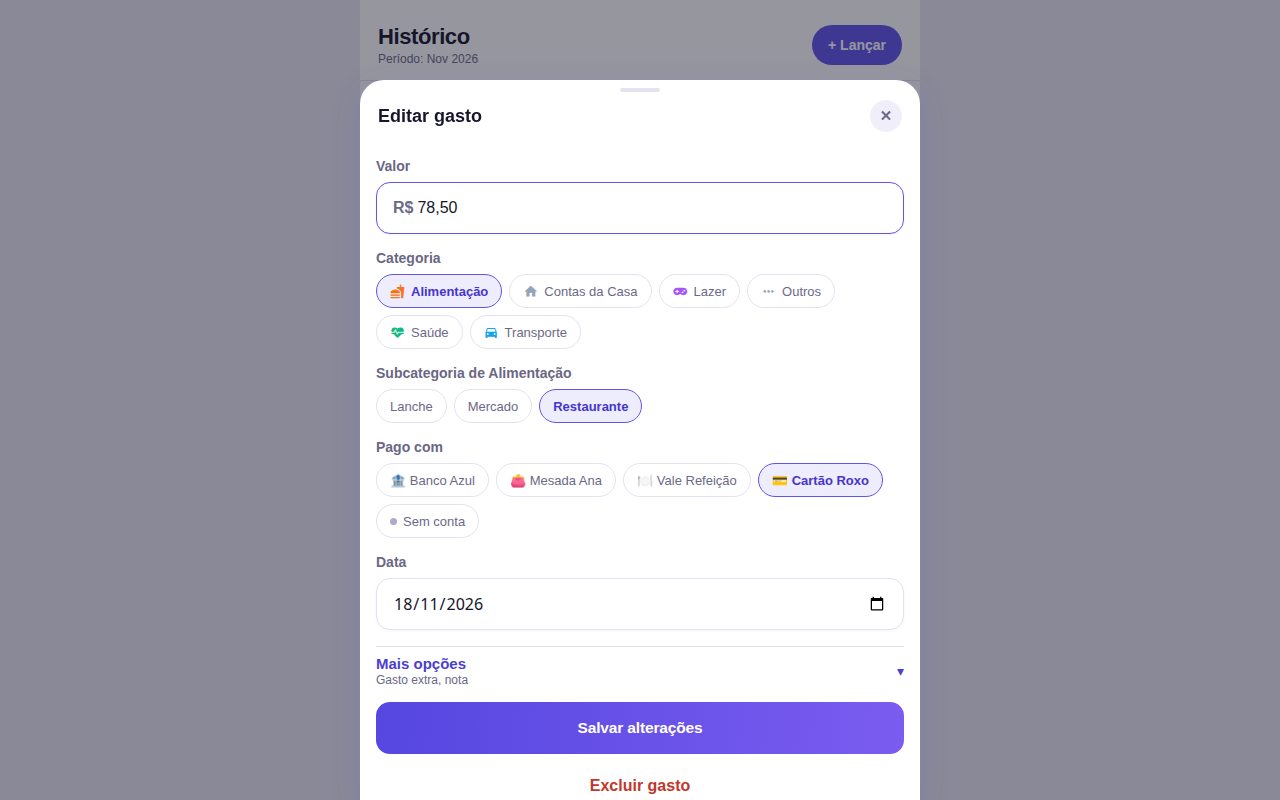 Histórico
Período: Nov 2026
+ Lançar
Editar gasto
✕
Valor
R$ 78,50
Categoria
Alimentação Contas da Casa Lazer Outros
Saúde Transporte
Subcategoria de Alimentação
Lanche Mercado Restaurante
Pago com
Banco Azul Mesada Ana Vale Refeição Cartão Roxo
Sem conta
Data
18/11/2026
Mais opções
Gasto extra, nota
Salvar alterações
Excluir gasto